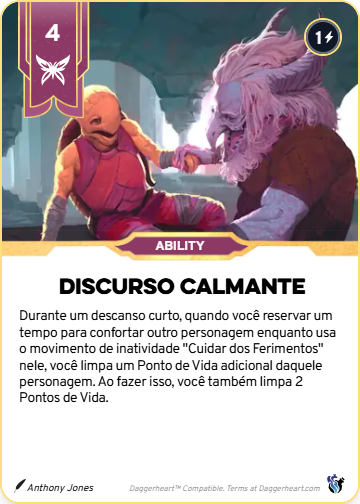 4
1
ABILITY
DISCURSO CALMANTE
Durante um descanso curto, quando você reservar um
tempo para confortar outro personagem enquanto usa
o movimento de inatividade "Cuidar dos Ferimentos"
nele, você limpa um Ponto de Vida adicional daquele
personagem. Ao fazer isso, você também limpa 2
Pontos de Vida.
Anthony Jones
Daggerheart™ Compatible. Terms at Daggerheart.com